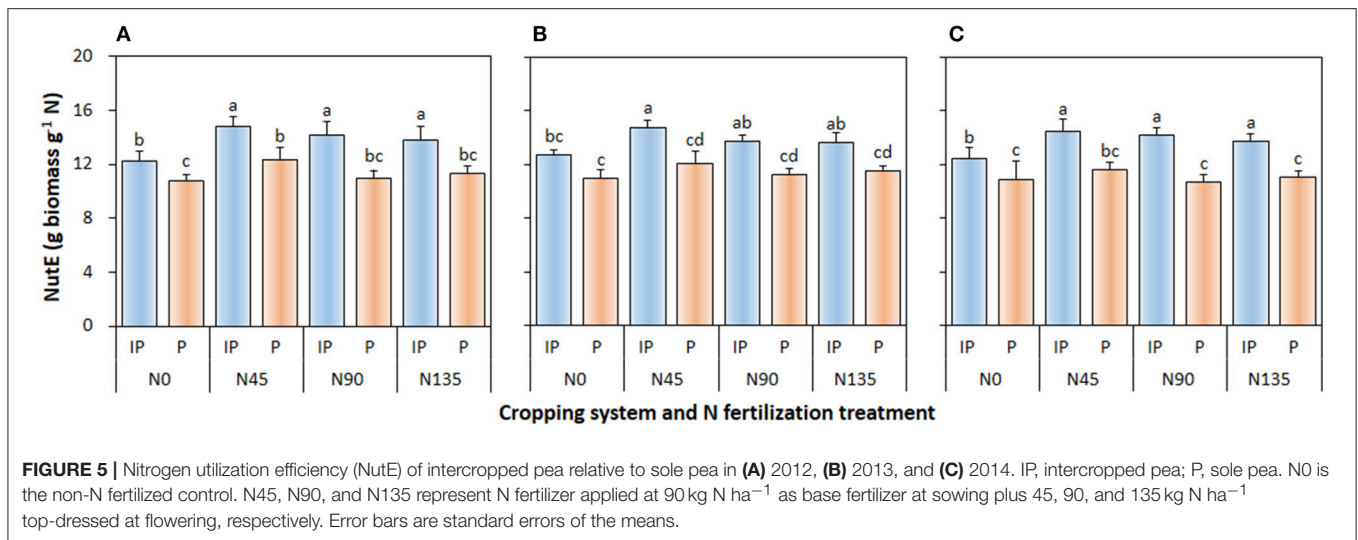 A
B
C
NutE (g biomass g⁻¹ N)
20
16
12
8
4
0
b c a b a bc a bc
bc c a cd ab cd ab cd
b c a bc a c a c
IP P IP P IP P IP P IP P IP P IP P IP P IP P IP P IP P IP P
N0 N45 N90 N135 N0 N45 N90 N135 N0 N45 N90 N135
Cropping system and N fertilization treatment
FIGURE 5 | Nitrogen utilization efficiency (NutE) of intercropped pea relative to sole pea in (A) 2012, (B) 2013, and (C) 2014. IP, intercropped pea; P, sole pea. N0 is
the non-N fertilized control. N45, N90, and N135 represent N fertilizer applied at 90 kg N ha⁻¹ as base fertilizer at sowing plus 45, 90, and 135 kg N ha⁻¹
top-dressed at flowering, respectively. Error bars are standard errors of the means.